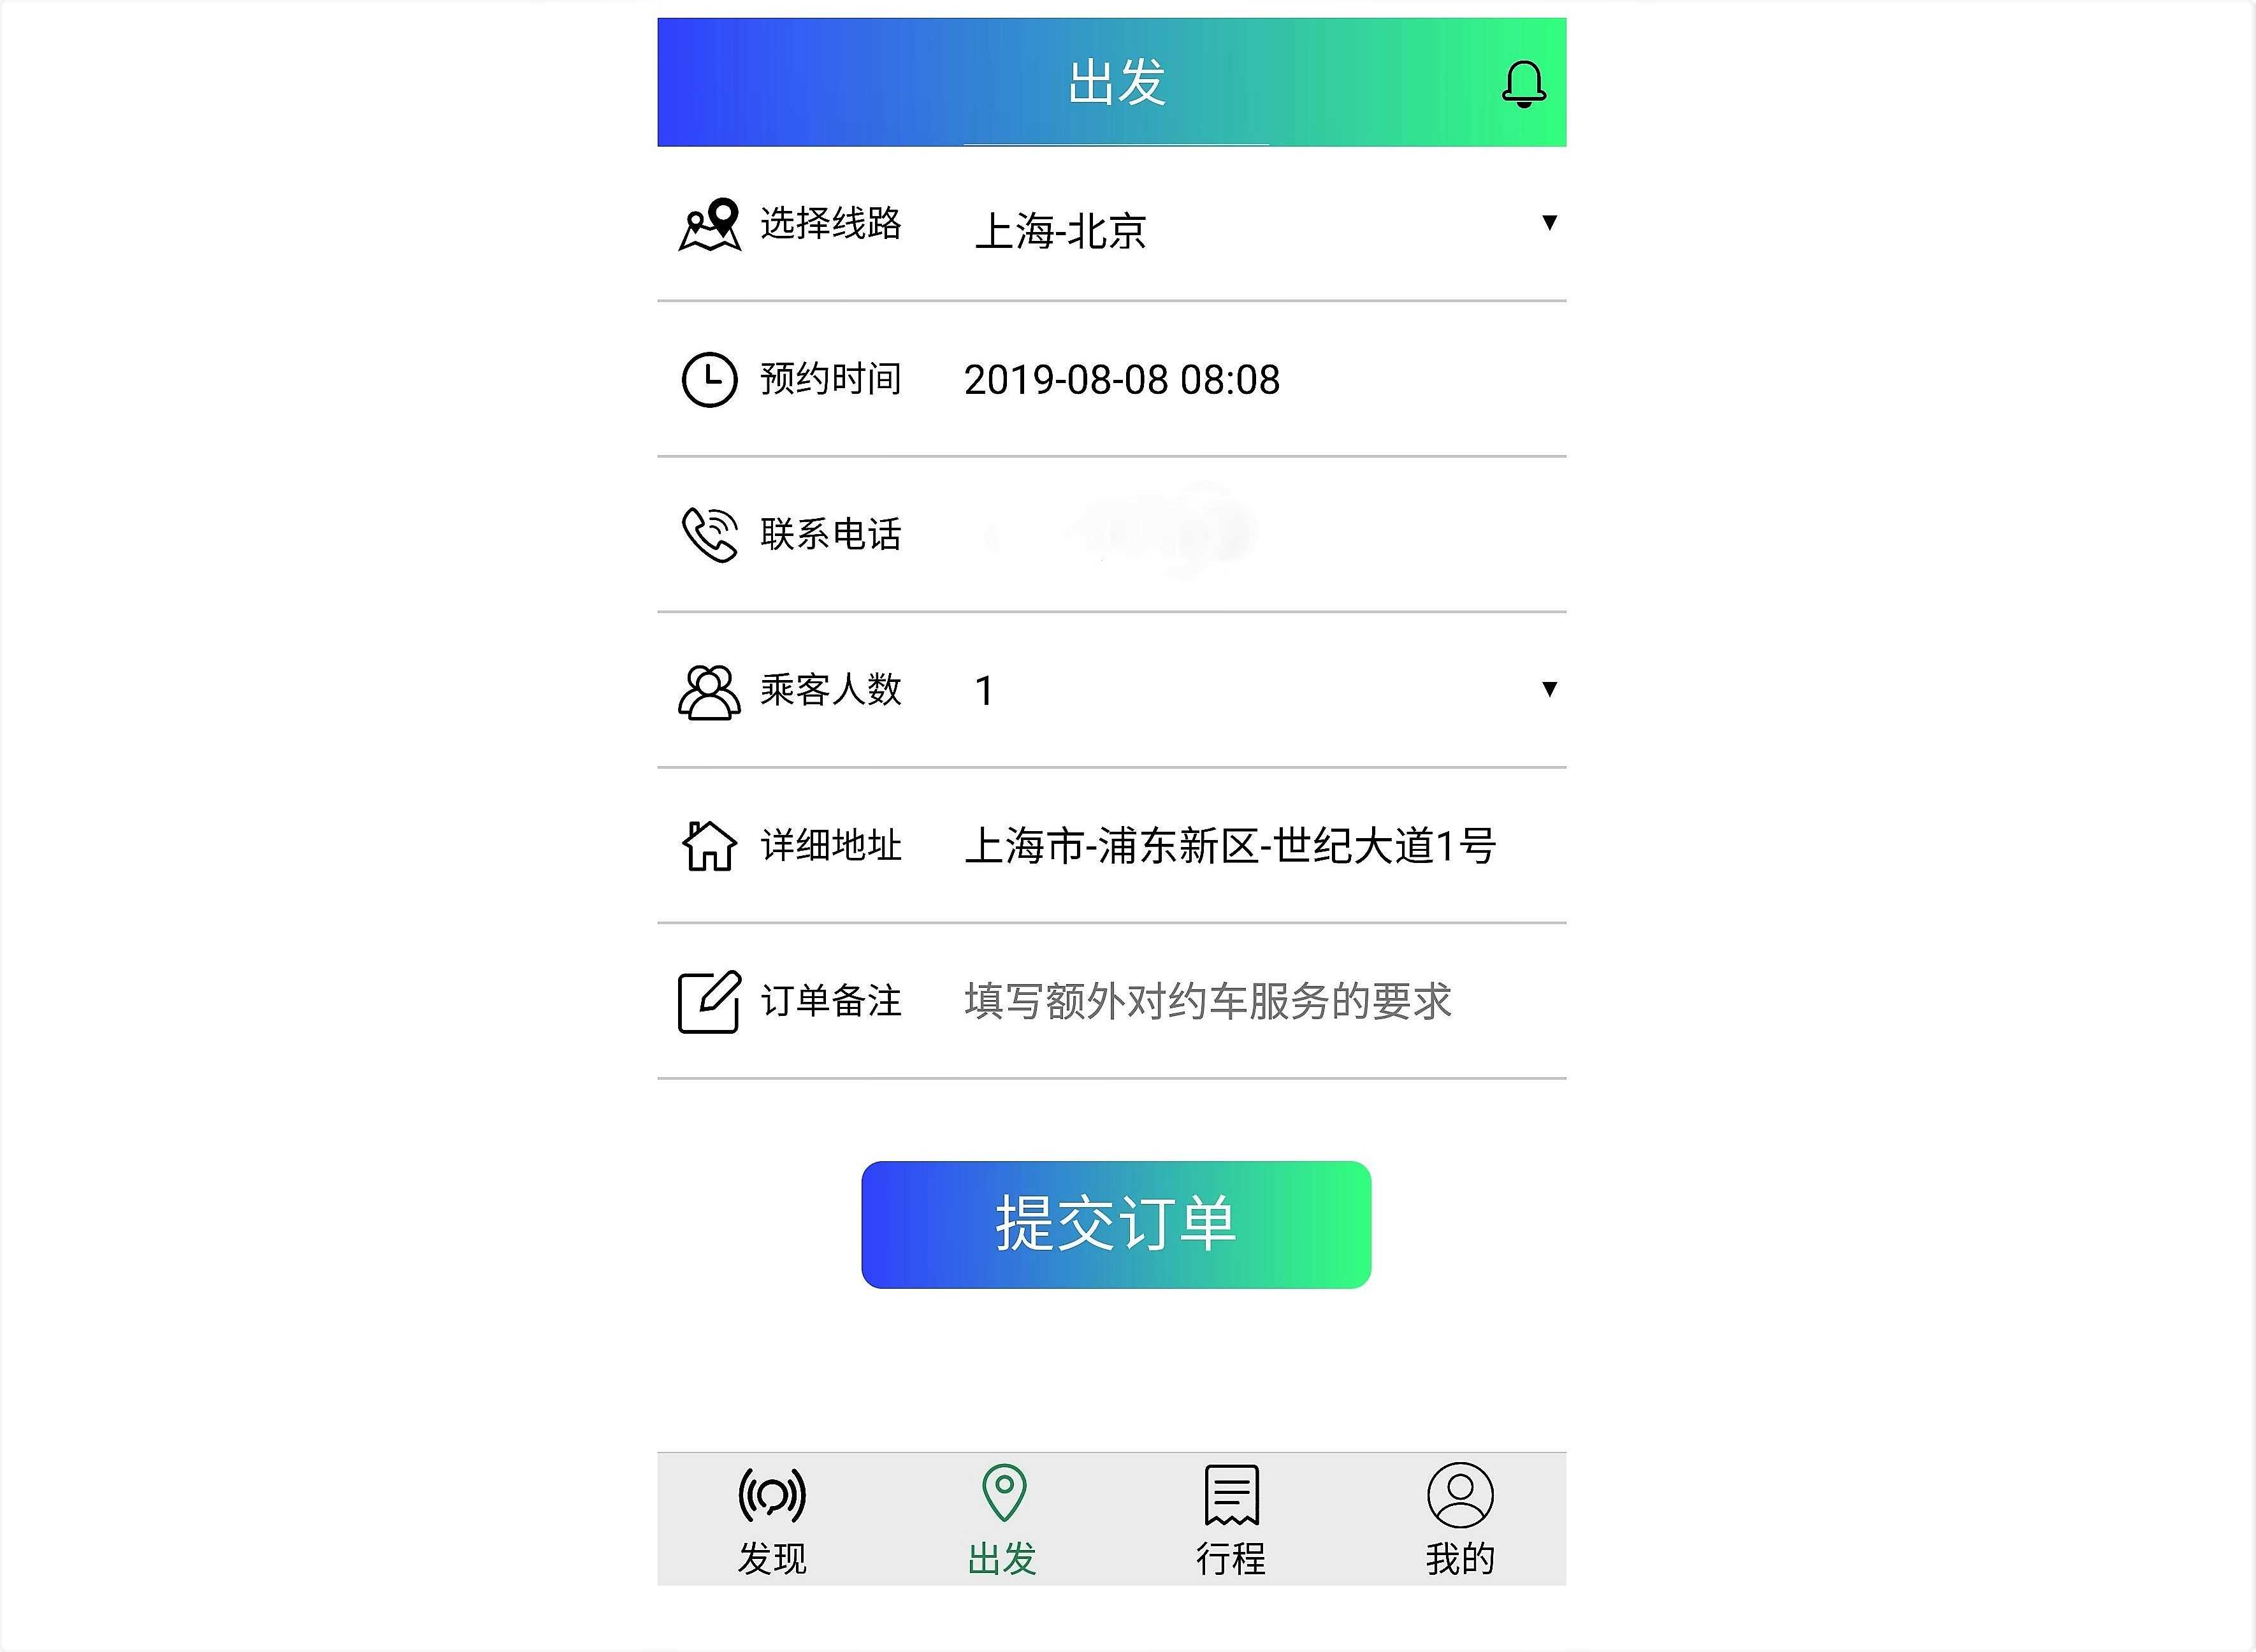 出发
选择线路 上海-北京 ▼
预约时间 2019-08-08 08:08
联系电话
乘客人数 1 ▼
详细地址 上海市-浦东新区-世纪大道1号
订单备注 填写额外对约车服务的要求
提交订单
发现 出发 行程 我的